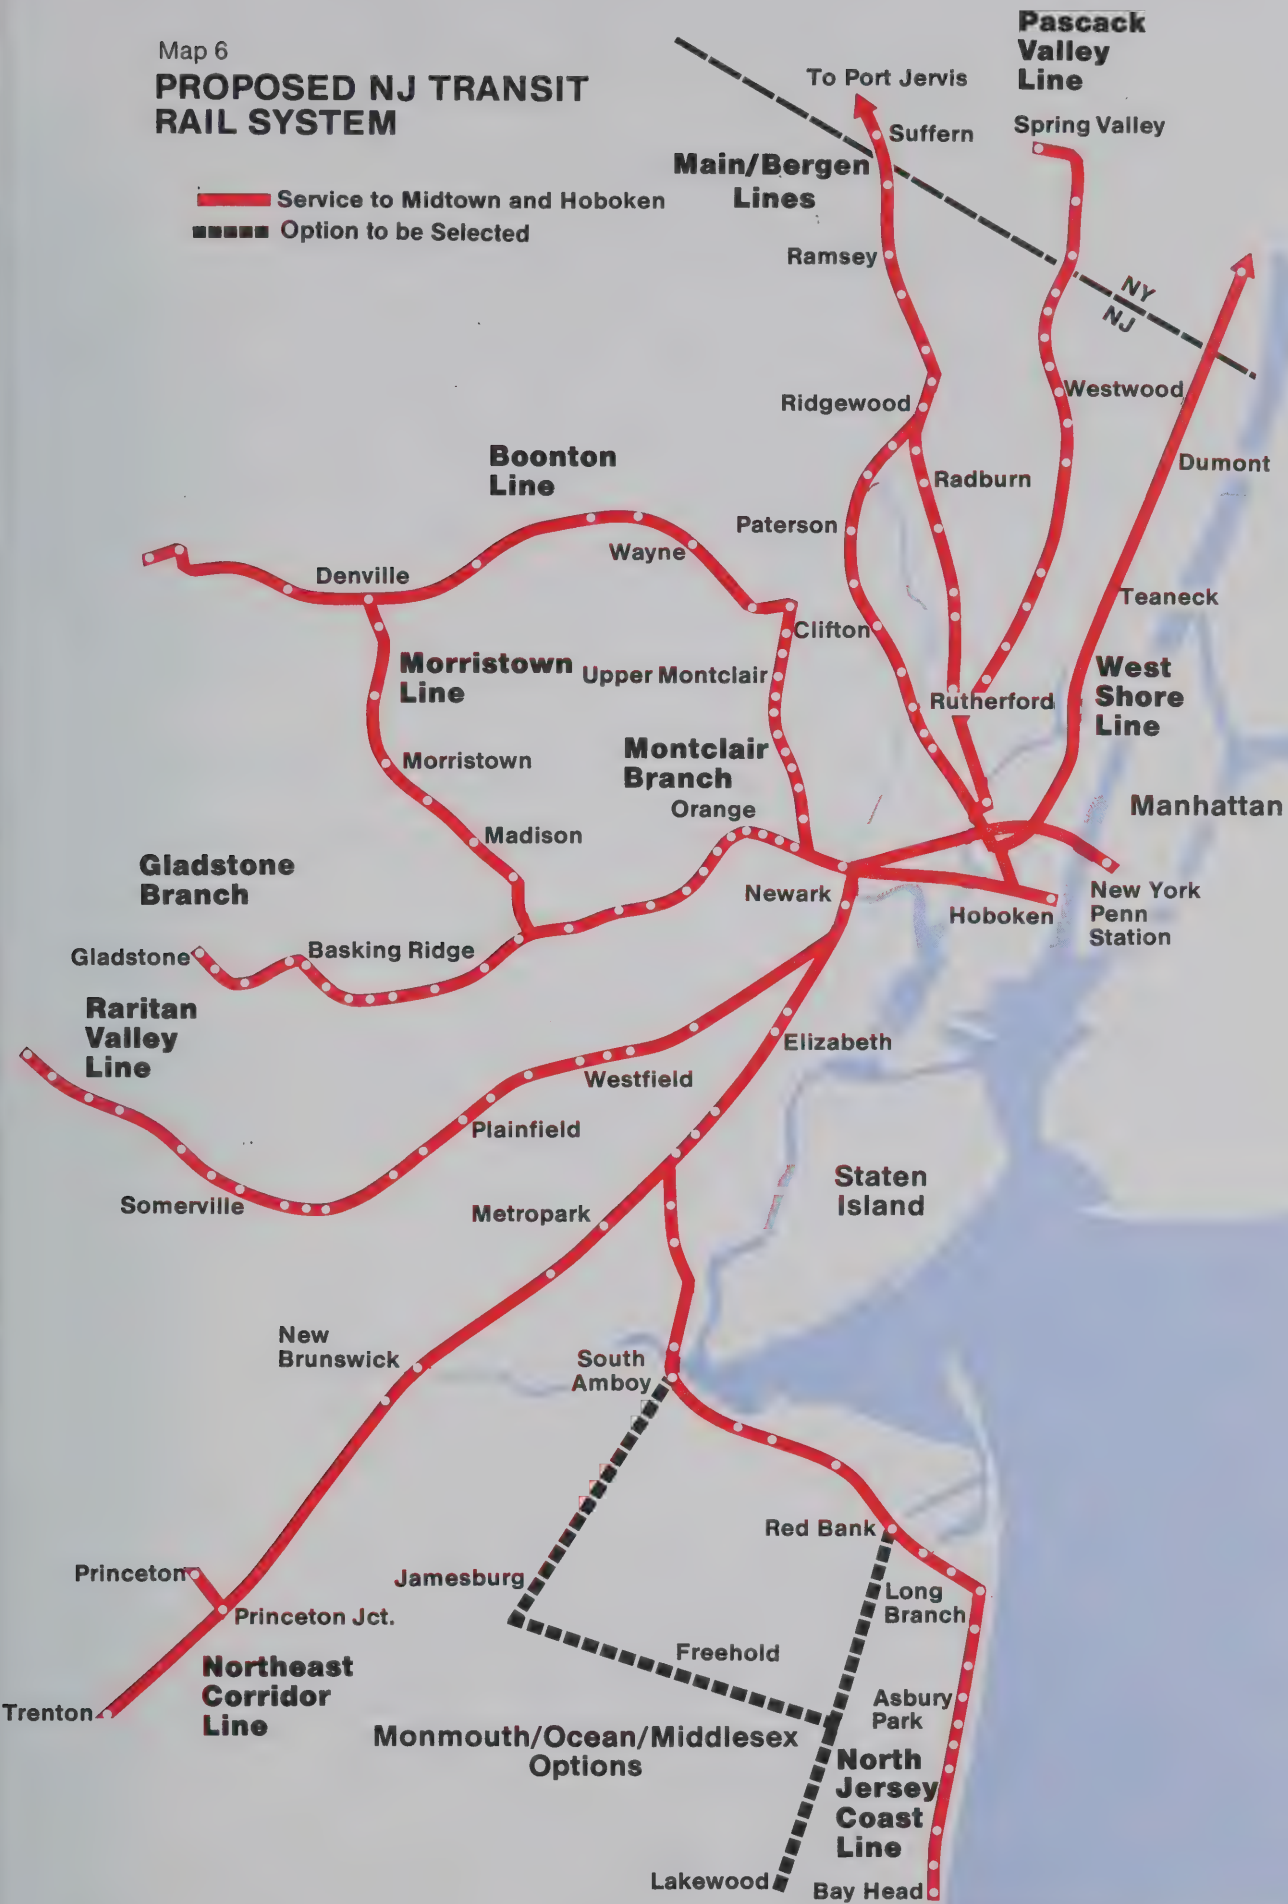 Map 6
PROPOSED NJ TRANSIT
RAIL SYSTEM
Service to Midtown and Hoboken
Option to be Selected
Pascack
Valley
Line
To Port Jervis
Suffern
Spring Valley
Main/Bergen
Lines
Ramsey
NY
NJ
Ridgewood
Westwood
Boonton
Line
Radburn
Dumont
Paterson
Wayne
Denville
Teaneck
Clifton
Morristown
Line
Upper Montclair
West
Shore
Line
Rutherford
Montclair
Branch
Morristown
Orange
Manhattan
Madison
Gladstone
Branch
Newark
Hoboken
New York
Penn
Station
Gladstone
Basking Ridge
Raritan
Valley
Line
Elizabeth
Westfield
Plainfield
Staten
Island
Somerville
Metropark
New
Brunswick
South
Amboy
Red Bank
Princeton
Jamesburg
Long
Branch
Princeton Jct.
Freehold
Northeast
Corridor
Line
Trenton
Asbury
Park
Monmouth/Ocean/Middlesex
Options
North
Jersey
Coast
Line
Lakewood
Bay Head